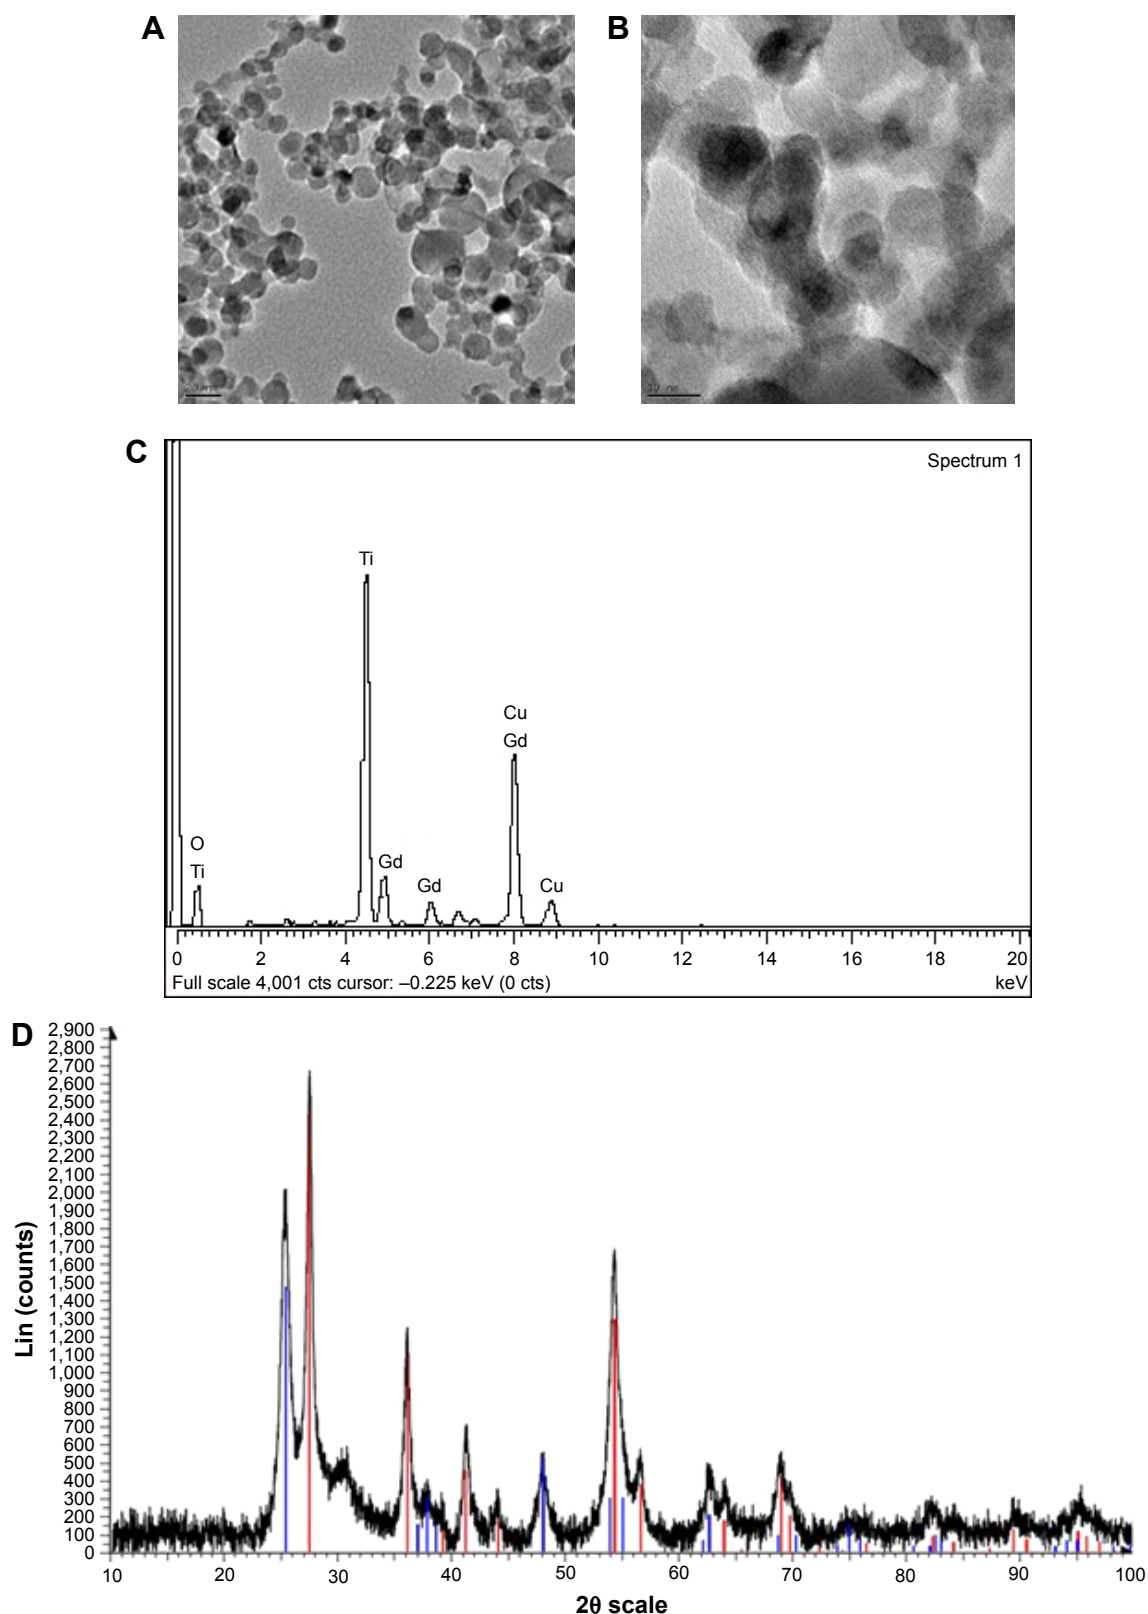 A
B
10 nm
C
Spectrum 1
Ti
Cu
Gd
O
Ti
Gd
Gd
Cu
0 2 4 6 8 10 12 14 16 18 20
Full scale 4,001 cts cursor: –0.225 keV (0 cts) keV
D
2,900
2,800
2,700
2,600
2,500
2,400
2,300
2,200
2,100
2,000
1,900
1,800
1,700
1,600
1,500
1,400
1,300
1,200
1,100
1,000
900
800
700
600
500
400
300
200
100
0
Lin (counts)
10 20 30 40 50 60 70 80 90 100
2θ scale